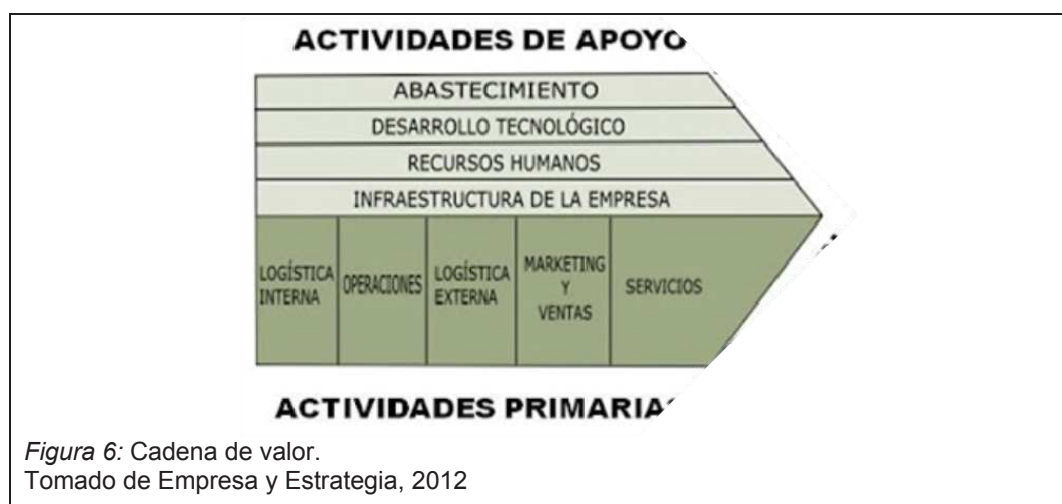 ACTIVIDADES DE APOYO
ABASTECIMIENTO
DESARROLLO TECNOLÓGICO
RECURSOS HUMANOS
INFRAESTRUCTURA DE LA EMPRESA
LOGÍSTICA
INTERNA
OPERACIONES
LOGÍSTICA
EXTERNA
MARKETING
Y
VENTAS
SERVICIOS
ACTIVIDADES PRIMARIAS
Figura 6: Cadena de valor.
Tomado de Empresa y Estrategia, 2012